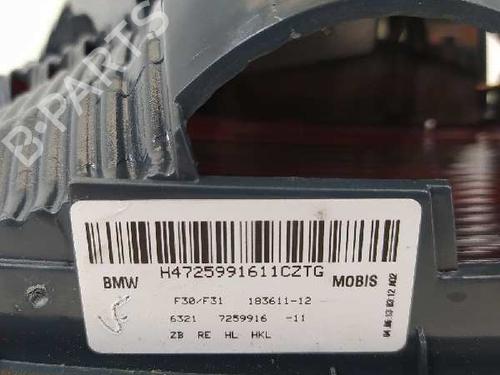 B-PARTS
BMW H4725991611CZTG MOBIS
F30/F31 183611-12
6321 7259916 -11
ZB RE HL HKL